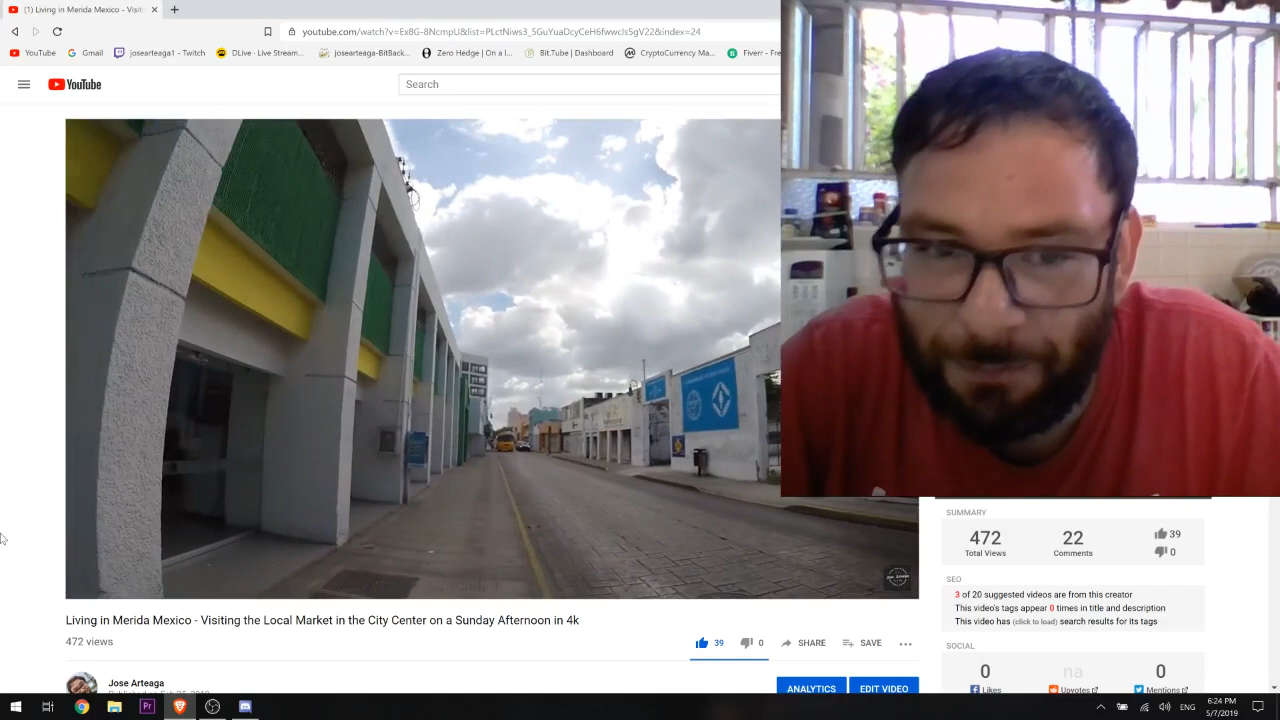 (1) Living in Merida Mexico - Visit
youtube.com/watch?v=Ex8G-8NcmpU&list=PLctNiws3_5GuYuaDcyCeH6fwwcIs5gV22&index=24
YouTube Gmail josearteaga1 - Twitch DLive - Live Stream... josearteaga-BitBack... Zero Hedge | On a l... Bit.Tube | Dashboard CryptoCurrency Ma... Fiverr - Free
YouTube
Search
Living in Merida Mexico - Visiting the Local Market in the City Center on a Sunday Afternoon in 4k
472 views
39 0 SHARE SAVE
Jose Arteaga
ANALYTICS EDIT VIDEO
SUMMARY
472 22 39
Total Views Comments 0
SEO
3 of 20 suggested videos are from this creator
This video's tags appear 0 times in title and description
This video has (click to load) search results for its tags
SOCIAL
0 na 0
Likes Upvotes Mentions
ENG 6:24 PM
5/7/2019